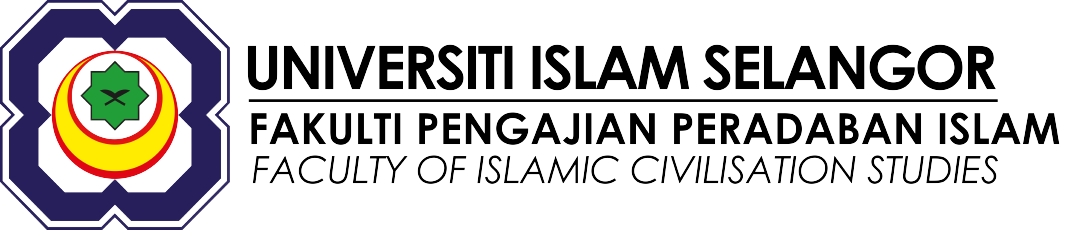 UNIVERSITI ISLAM SELANGOR
FAKULTI PENGAJIAN PERADABAN ISLAM
FACULTY OF ISLAMIC CIVILISATION STUDIES